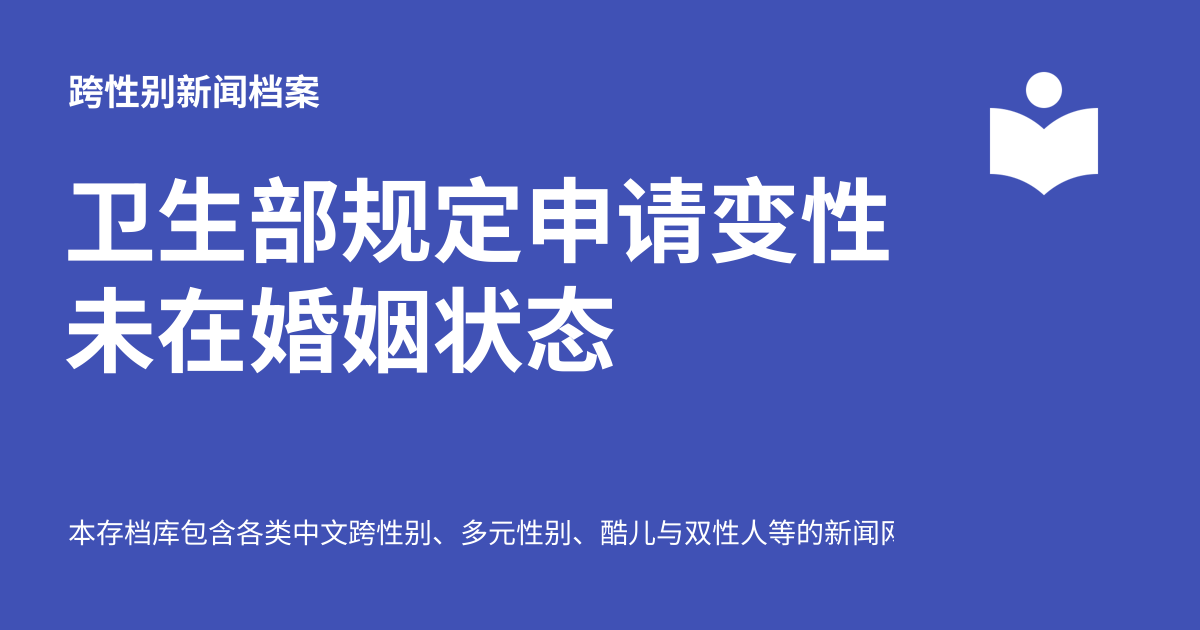 跨性别新闻档案
卫生部规定申请变性
未在婚姻状态
本存档库包含各类中文跨性别、多元性别、酷儿与双性人等的新闻